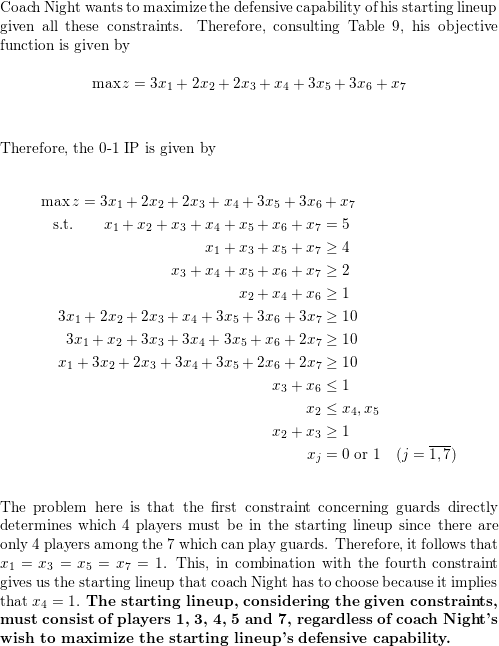 Coach Night wants to maximize the defensive capability of his starting lineup
given all these constraints. Therefore, consulting Table 9, his objective
function is given by
max z = 3x₁ + 2x₂ + 2x₃ + x₄ + 3x₅ + 3x₆ + x₇
Therefore, the 0-1 IP is given by
max z = 3x₁ + 2x₂ + 2x₃ + x₄ + 3x₅ + 3x₆ + x₇
s.t. x₁ + x₂ + x₃ + x₄ + x₅ + x₆ + x₇ = 5
x₁ + x₃ + x₅ + x₇ ≥ 4
x₃ + x₄ + x₅ + x₆ + x₇ ≥ 2
x₂ + x₄ + x₆ ≥ 1
3x₁ + 2x₂ + 2x₃ + x₄ + 3x₅ + 3x₆ + 3x₇ ≥ 10
3x₁ + x₂ + 3x₃ + 3x₄ + 3x₅ + x₆ + 2x₇ ≥ 10
x₁ + 3x₂ + 2x₃ + 3x₄ + 3x₅ + 2x₆ + 2x₇ ≥ 10
x₃ + x₆ ≤ 1
x₂ ≤ x₄, x₅
x₂ + x₃ ≥ 1
xⱼ = 0 or 1 (j = 1,7)
The problem here is that the first constraint concerning guards directly
determines which 4 players must be in the starting lineup since there are
only 4 players among the 7 which can play guards. Therefore, it follows that
x₁ = x₃ = x₅ = x₇ = 1. This, in combination with the fourth constraint
gives us the starting lineup that coach Night has to choose because it implies
that x₄ = 1. The starting lineup, considering the given constraints,
must consist of players 1, 3, 4, 5 and 7, regardless of coach Night's
wish to maximize the starting lineup's defensive capability.